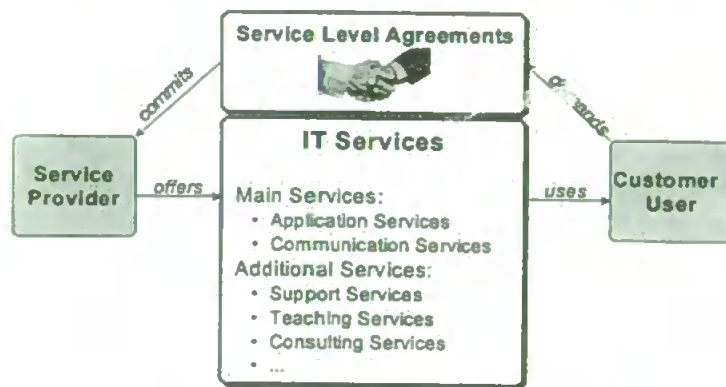 Service Level Agreements
commits
demands
IT Services
Service
Provider
offers
uses
Customer
User
Main Services:
• Application Services
• Communication Services
Additional Services:
• Support Services
• Teaching Services
• Consulting Services
• ...